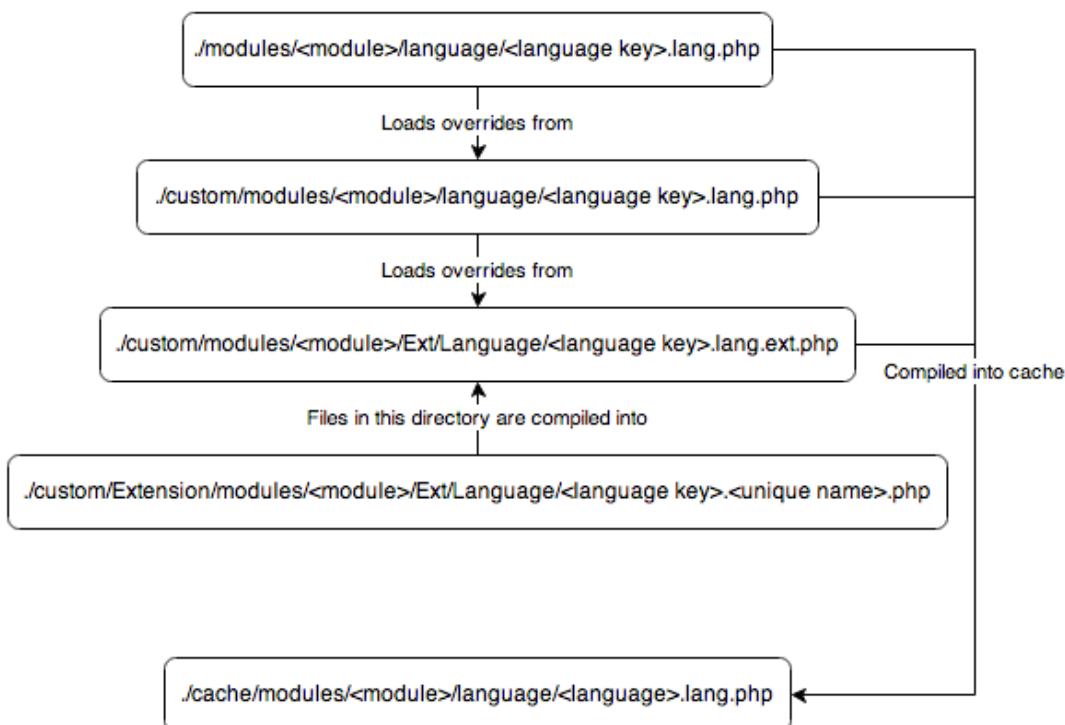 ./modules/<module>/language/<language key>.lang.php
Loads overrides from
./custom/modules/<module>/language/<language key>.lang.php
Loads overrides from
./custom/modules/<module>/Ext/Language/<language key>.lang.ext.php
Compiled into cache
Files in this directory are compiled into
./custom/Extension/modules/<module>/Ext/Language/<language key>.<unique name>.php
./cache/modules/<module>/language/<language>.lang.php